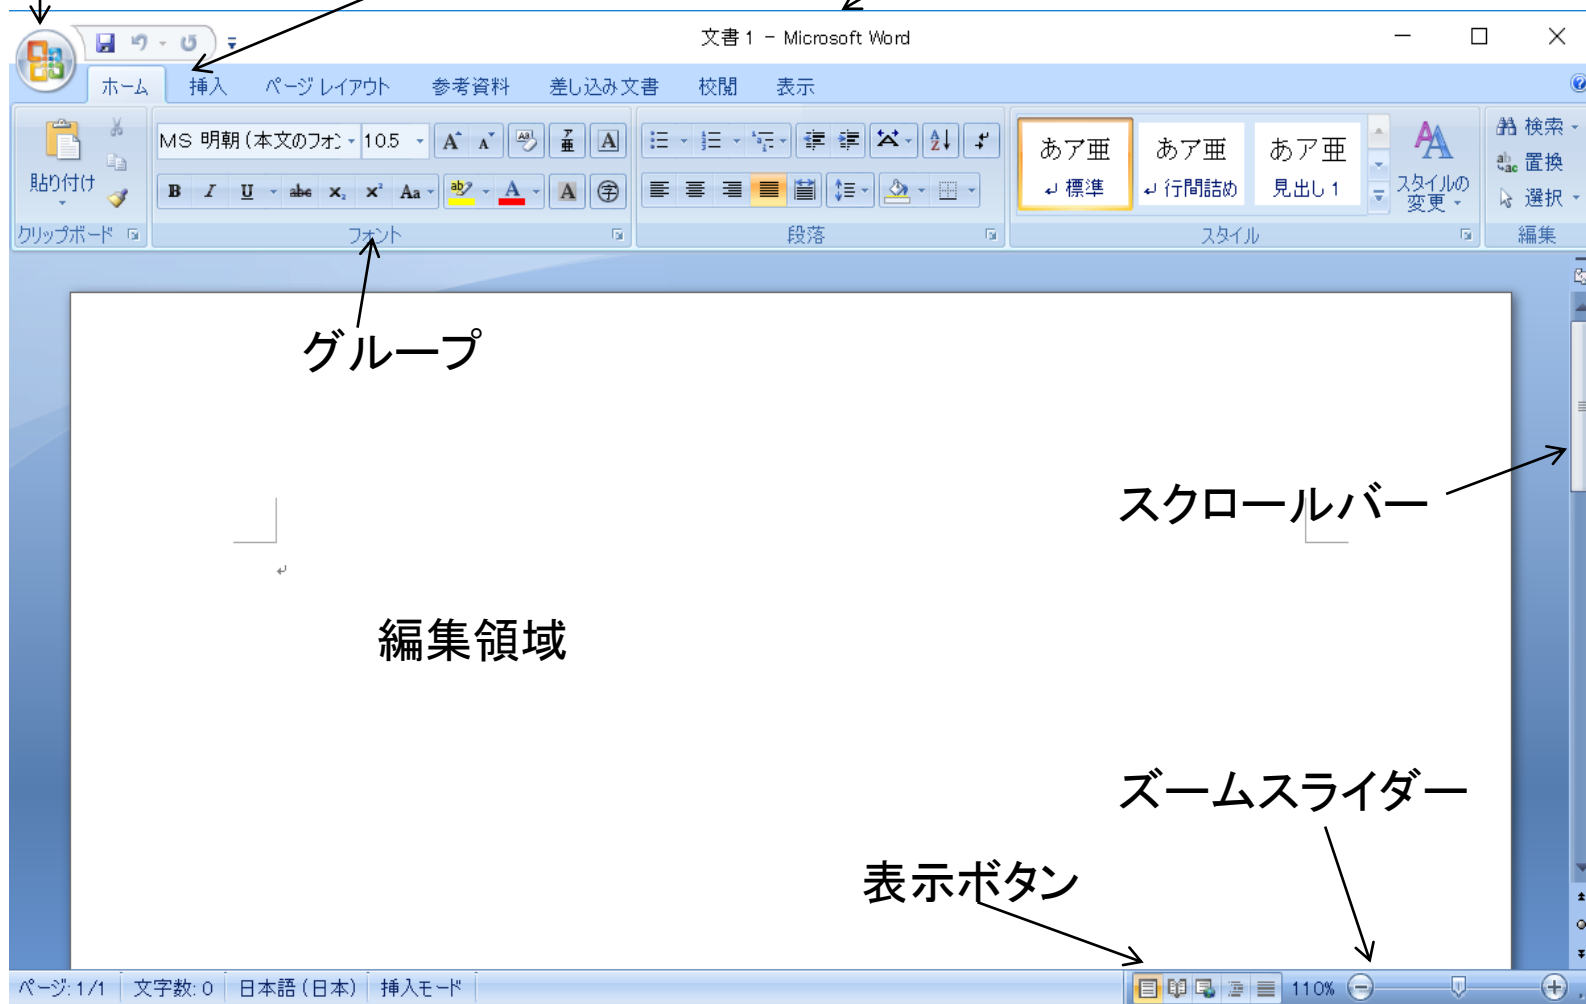 文書 1 - Microsoft Word
ホーム 挿入 ページ レイアウト 参考資料 差し込み文書 校閲 表示
MS 明朝 (本文のフォン 10.5
貼り付け
クリップボード フォント 段落 スタイル 編集
あア亜 あア亜 あア亜
標準 行間詰め 見出し 1
スタイルの
変更
検索
置換
選択
グループ
スクロールバー
編集領域
ズームスライダー
表示ボタン
ページ: 1/1 文字数: 0 日本語 (日本) 挿入モード 110%